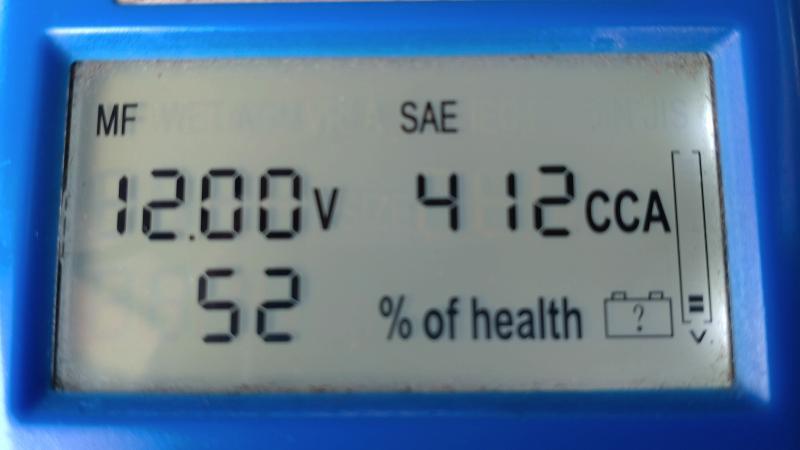 MF SAE
12.00V 412CCA
52 % of health ?